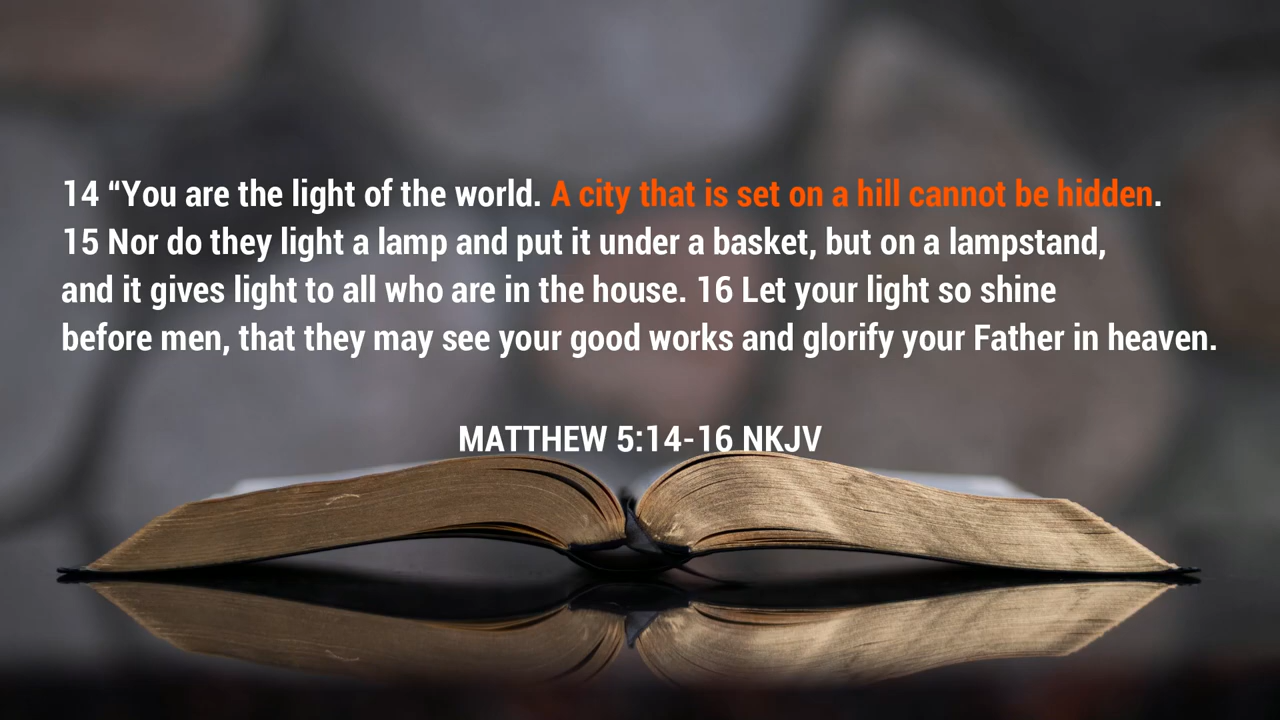 14 “You are the light of the world. A city that is set on a hill cannot be hidden.
15 Nor do they light a lamp and put it under a basket, but on a lampstand,
and it gives light to all who are in the house. 16 Let your light so shine
before men, that they may see your good works and glorify your Father in heaven.
MATTHEW 5:14-16 NKJV